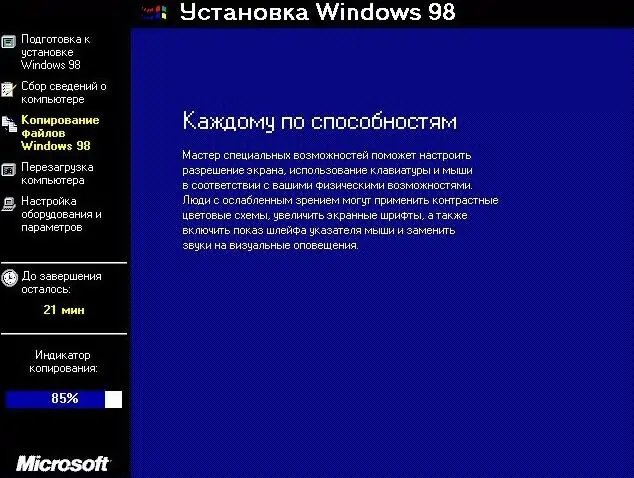 Установка Windows 98
Подготовка к
установке
Windows 98
Сбор сведений о
компьютере
Копирование
файлов
Windows 98
Перезагрузка
компьютера
Настройка
оборудования и
параметров
До завершения
осталось:
21 мин
Индикатор
копирования:
85%
Microsoft
Каждому по способностям
Мастер специальных возможностей поможет настроить
разрешение экрана, использование клавиатуры и мыши
в соответствии с вашими физическими возможностями.
Люди с ослабленным зрением могут применить контрастные
цветовые схемы, увеличить экранные шрифты, а также
включить показ шлейфа указателя мыши и заменить
звуки на визуальные оповещения.